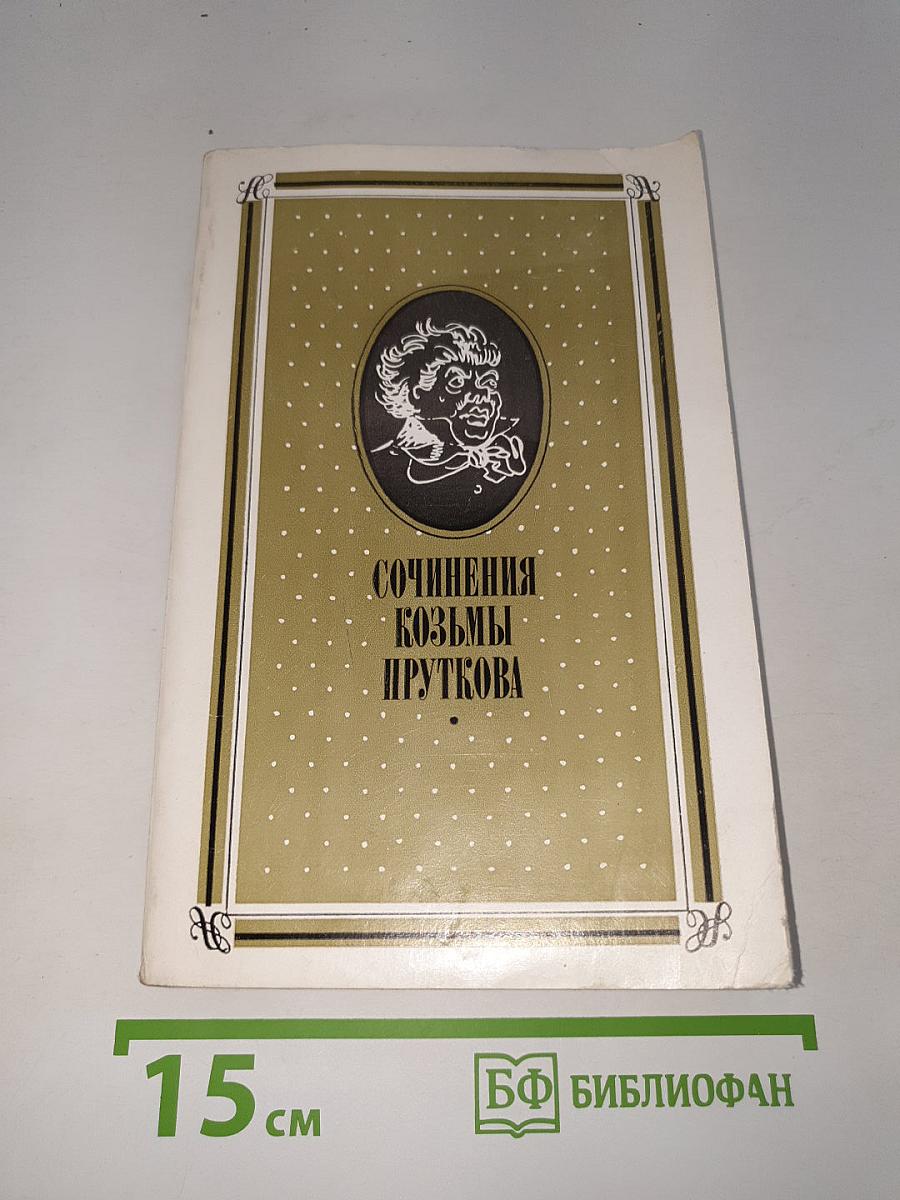 СОЧИНЕНИЯ
КОЗЬМЫ
ПРУТКОВА
15 см
БФ БИБЛИОФАН